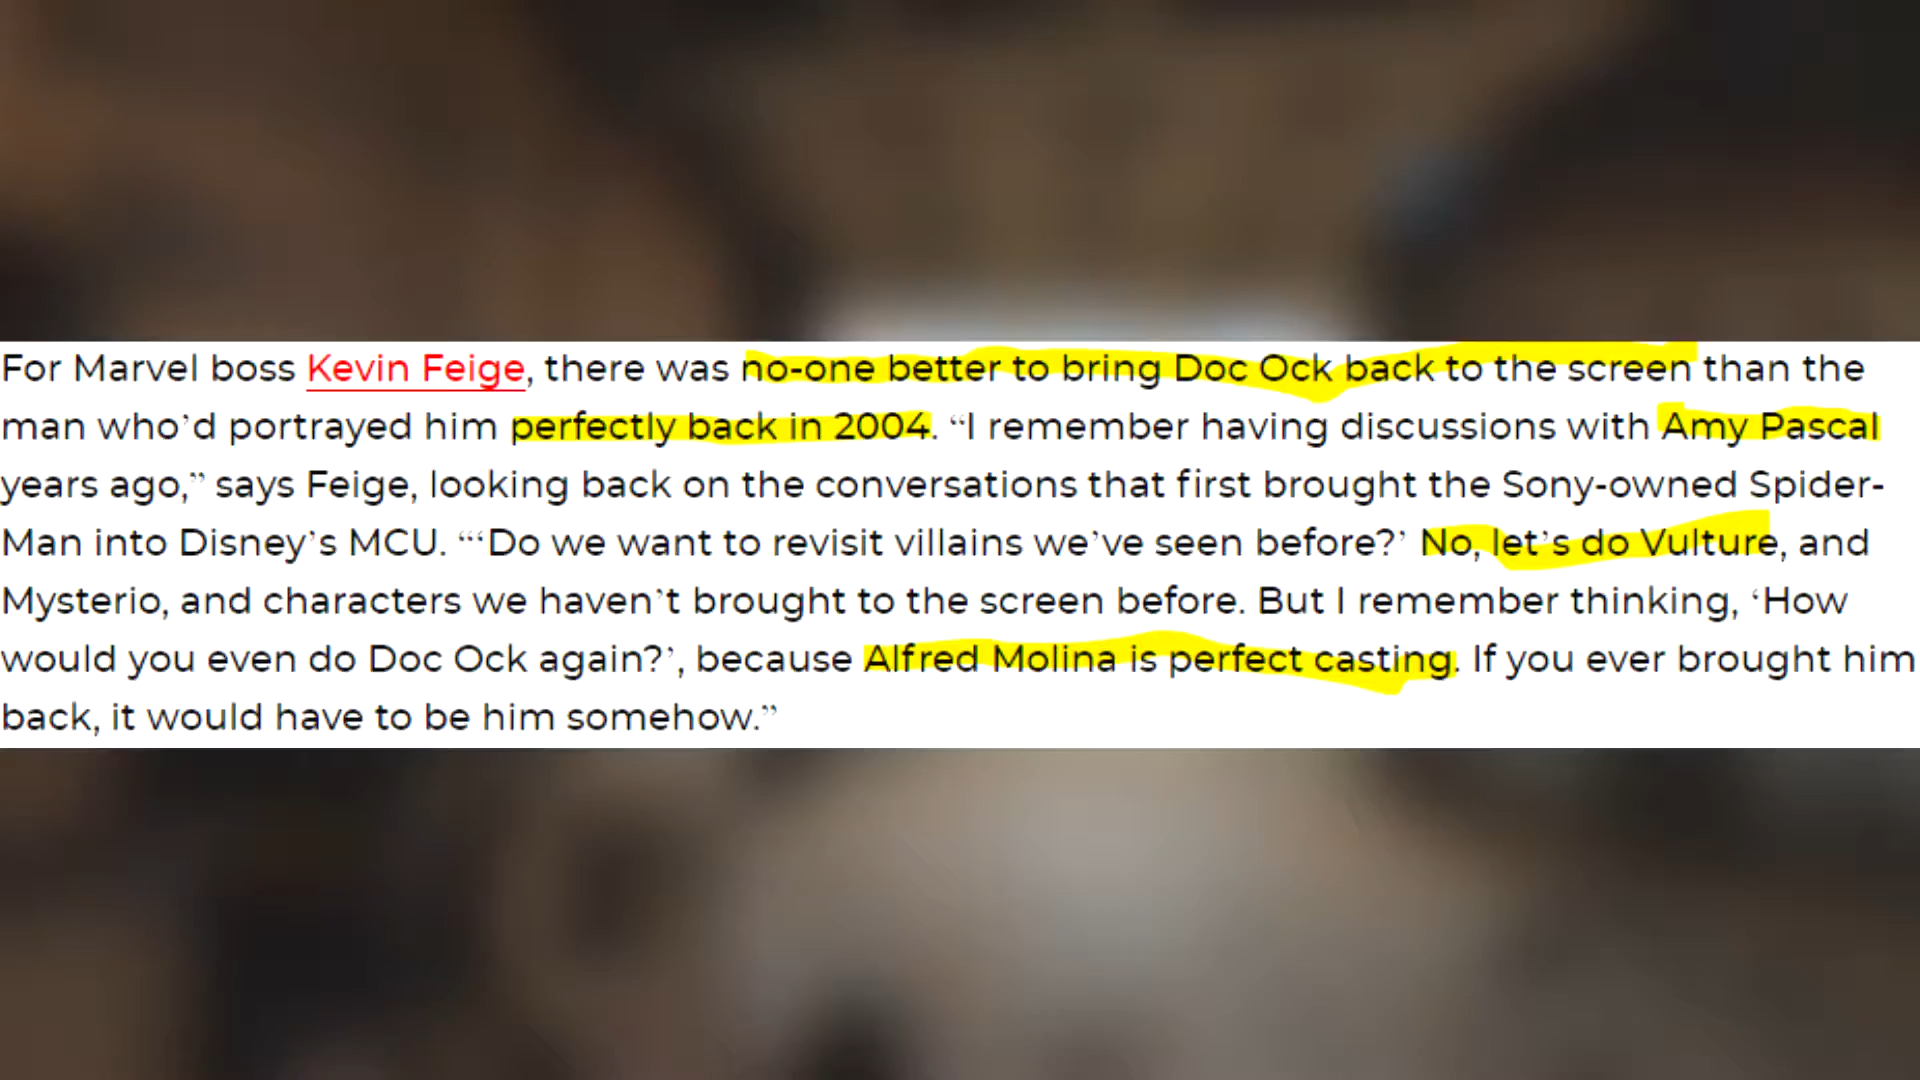 For Marvel boss Kevin Feige, there was no-one better to bring Doc Ock back to the screen than the
man who’d portrayed him perfectly back in 2004. “I remember having discussions with Amy Pascal
years ago,” says Feige, looking back on the conversations that first brought the Sony-owned Spider-
Man into Disney’s MCU. “‘Do we want to revisit villains we’ve seen before?’ No, let’s do Vulture, and
Mysterio, and characters we haven’t brought to the screen before. But I remember thinking, ‘How
would you even do Doc Ock again?’, because Alfred Molina is perfect casting. If you ever brought him
back, it would have to be him somehow.”